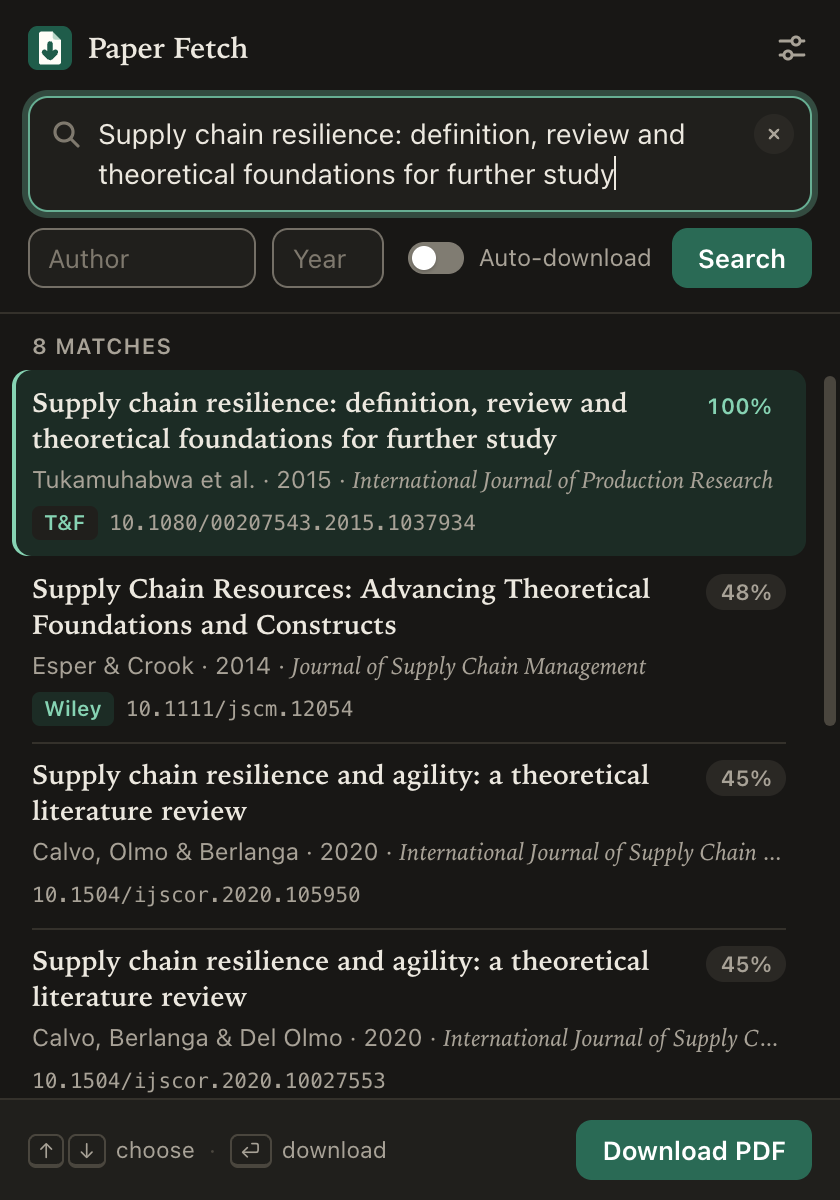 Paper Fetch
Supply chain resilience: definition, review and
theoretical foundations for further study
Author Year Auto-download Search
8 MATCHES
Supply chain resilience: definition, review and 100%
theoretical foundations for further study
Tukamuhabwa et al. · 2015 · International Journal of Production Research
T&F 10.1080/00207543.2015.1037934
Supply Chain Resources: Advancing Theoretical 48%
Foundations and Constructs
Esper & Crook · 2014 · Journal of Supply Chain Management
Wiley 10.1111/jscm.12054
Supply chain resilience and agility: a theoretical 45%
literature review
Calvo, Olmo & Berlanga · 2020 · International Journal of Supply Chain ...
10.1504/ijscor.2020.105950
Supply chain resilience and agility: a theoretical 45%
literature review
Calvo, Berlanga & Del Olmo · 2020 · International Journal of Supply C...
10.1504/ijscor.2020.10027553
↑ ↓ choose · ↵ download Download PDF